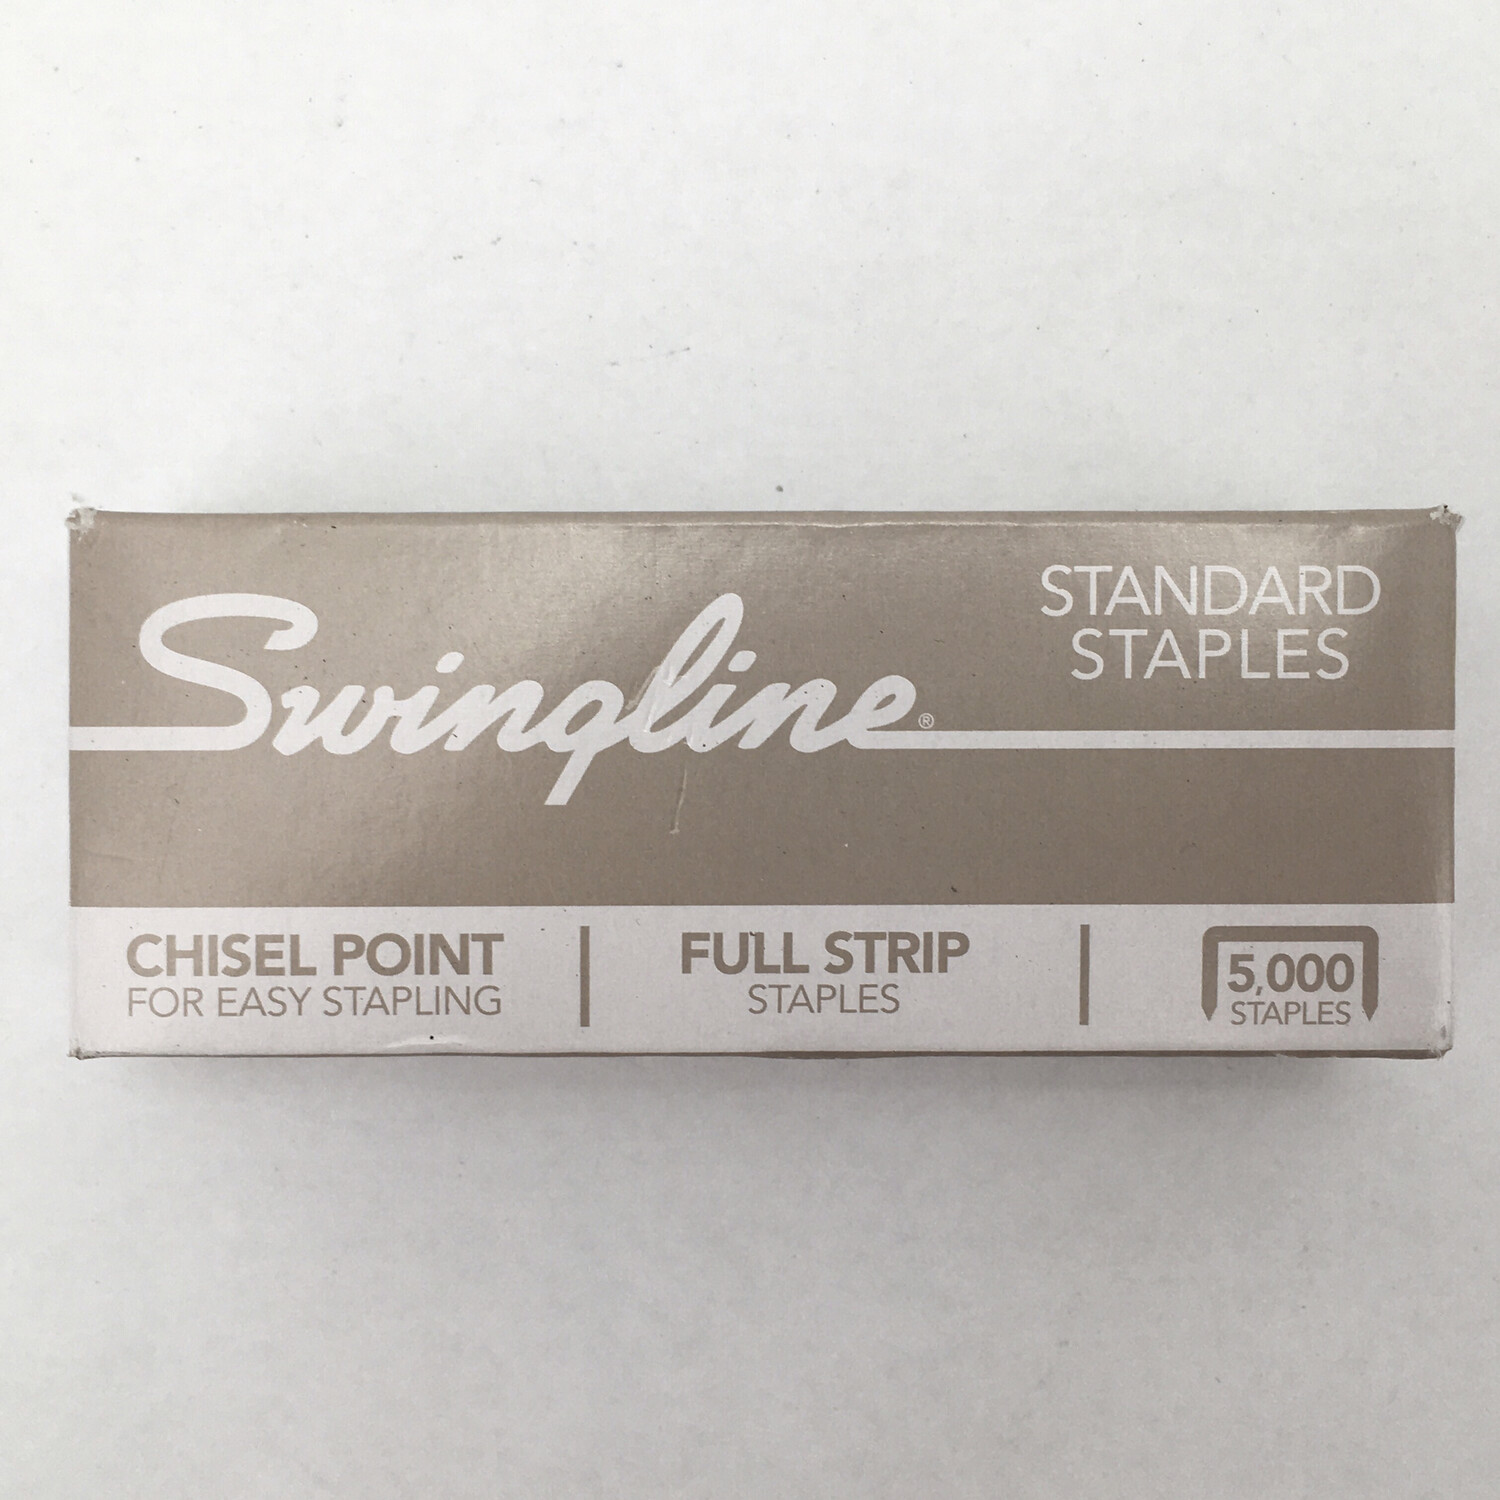 Swingline®
STANDARD
STAPLES
CHISEL POINT
FOR EASY STAPLING
FULL STRIP
STAPLES
5,000
STAPLES